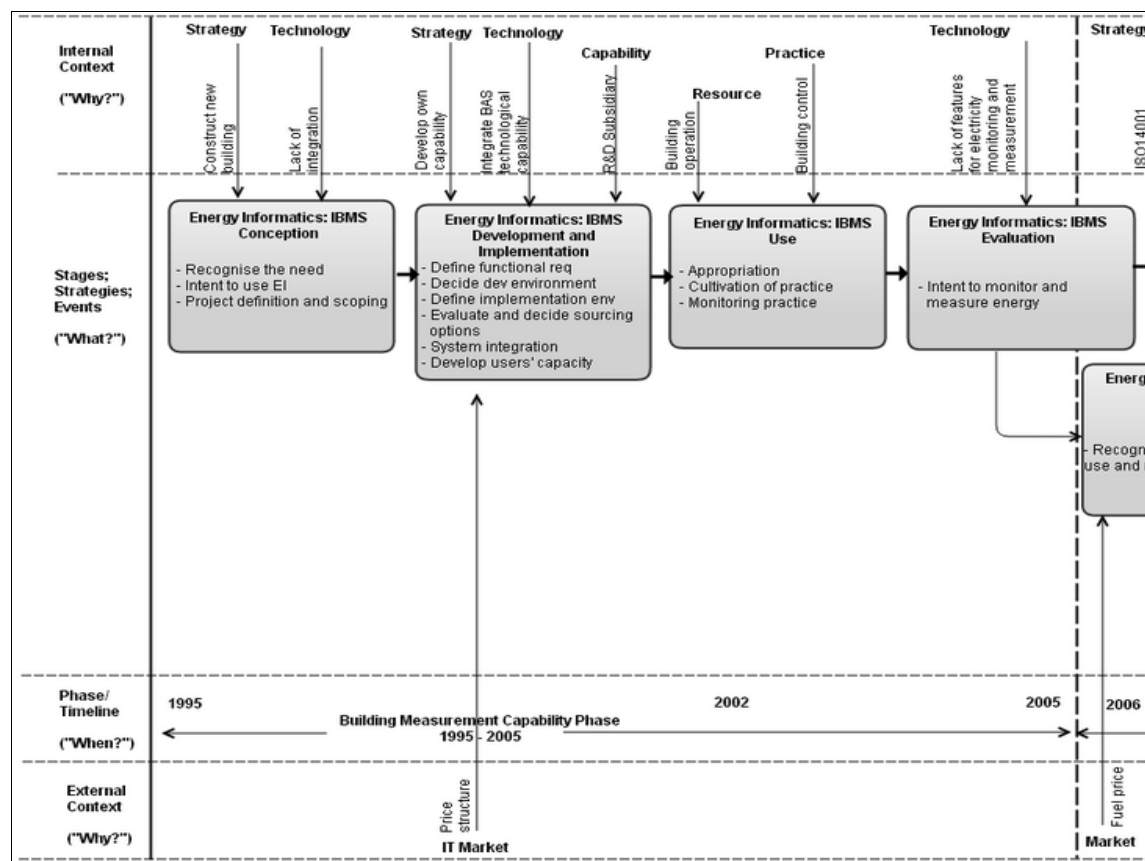 Internal
Context
("Why?")
Strategy
Construct new
building
Technology
Lack of
integration
Strategy
Develop own
capability
Technology
Integrate BAS
technological
capability
Capability
R&D Subsidiary
Resource
Building
operation
Practice
Building control
Technology
Lack of features
for electricity
monitoring and
measurement
Strategy
ISO14001
Stages;
Strategies;
Events
("What?")
Energy Informatics: IBMS
Conception
- Recognise the need
- Intent to use EI
- Project definition and scoping
Energy Informatics: IBMS
Development and
Implementation
- Define functional req
- Decide dev environment
- Define implementation env
- Evaluate and decide sourcing
options
- System integration
- Develop users' capacity
Energy Informatics: IBMS
Use
- Appropriation
- Cultivation of practice
- Monitoring practice
Energy Informatics: IBMS
Evaluation
- Intent to monitor and
measure energy
Energ
- Recogn
use and
Phase/
Timeline
("When?")
1995
2002
2005
2006
Building Measurement Capability Phase
1995 - 2005
External
Context
("Why?")
Price
structure
IT Market
Fuel price
Market